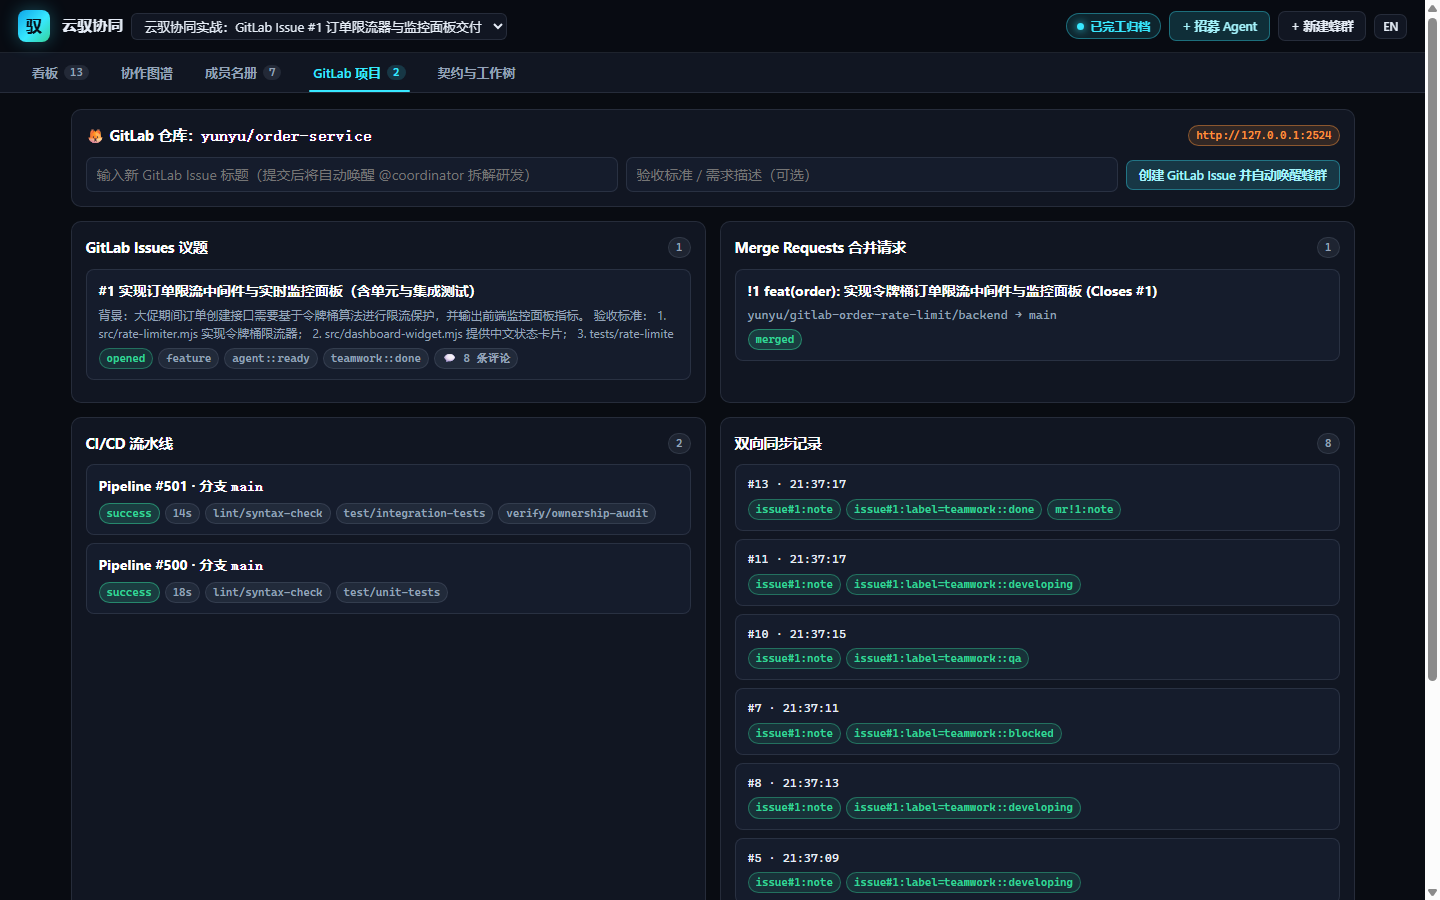 驭 云驭协同 云驭协同实战：GitLab Issue #1 订单限流器与监控面板交付 已完工归档 + 招募 Agent + 新建蜂群 EN
看板 13 协作图谱 成员名册 7 GitLab 项目 2 契约与工作树
GitLab 仓库：yunyu/order-service http://127.0.0.1:2524
输入新 GitLab Issue 标题（提交后将自动唤醒 @coordinator 拆解研发） 验收标准 / 需求描述（可选） 创建 GitLab Issue 并自动唤醒蜂群
GitLab Issues 议题 1
#1 实现订单限流中间件与实时监控面板（含单元与集成测试）
背景：大促期间订单创建接口需要基于令牌桶算法进行限流保护，并输出前端监控面板指标。 验收标准： 1.
src/rate-limiter.mjs 实现令牌桶限流器； 2. src/dashboard-widget.mjs 提供中文状态卡片； 3. tests/rate-limite
opened feature agent::ready teamwork::done 8 条评论
Merge Requests 合并请求 1
!1 feat(order): 实现令牌桶订单限流中间件与监控面板 (Closes #1)
yunyu/gitlab-order-rate-limit/backend → main
merged
CI/CD 流水线 2
Pipeline #501 · 分支 main
success 14s lint/syntax-check test/integration-tests verify/ownership-audit
Pipeline #500 · 分支 main
success 18s lint/syntax-check test/unit-tests
双向同步记录 8
#13 · 21:37:17
issue#1:note issue#1:label=teamwork::done mr!1:note
#11 · 21:37:17
issue#1:note issue#1:label=teamwork::developing
#10 · 21:37:15
issue#1:note issue#1:label=teamwork::qa
#7 · 21:37:11
issue#1:note issue#1:label=teamwork::blocked
#8 · 21:37:13
issue#1:note issue#1:label=teamwork::developing
#5 · 21:37:09
issue#1:note issue#1:label=teamwork::developing